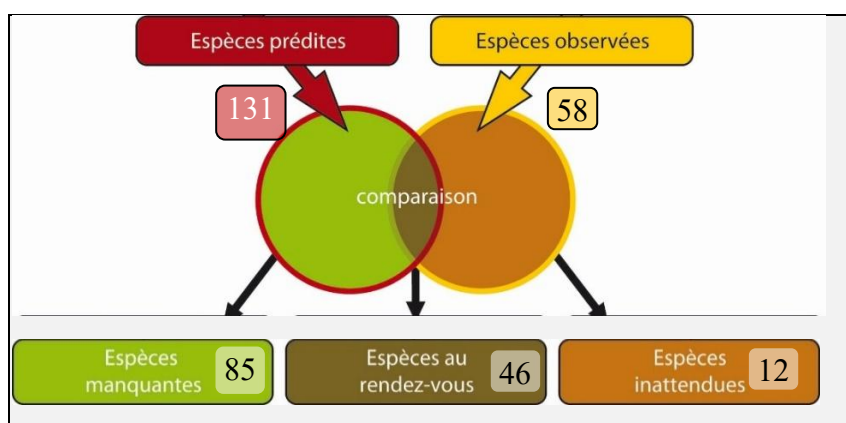 Espèces prédites
Espèces observées
131
58
comparaison
Espèces
manquantes
85
Espèces au
rendez-vous
46
Espèces
inattendues
12